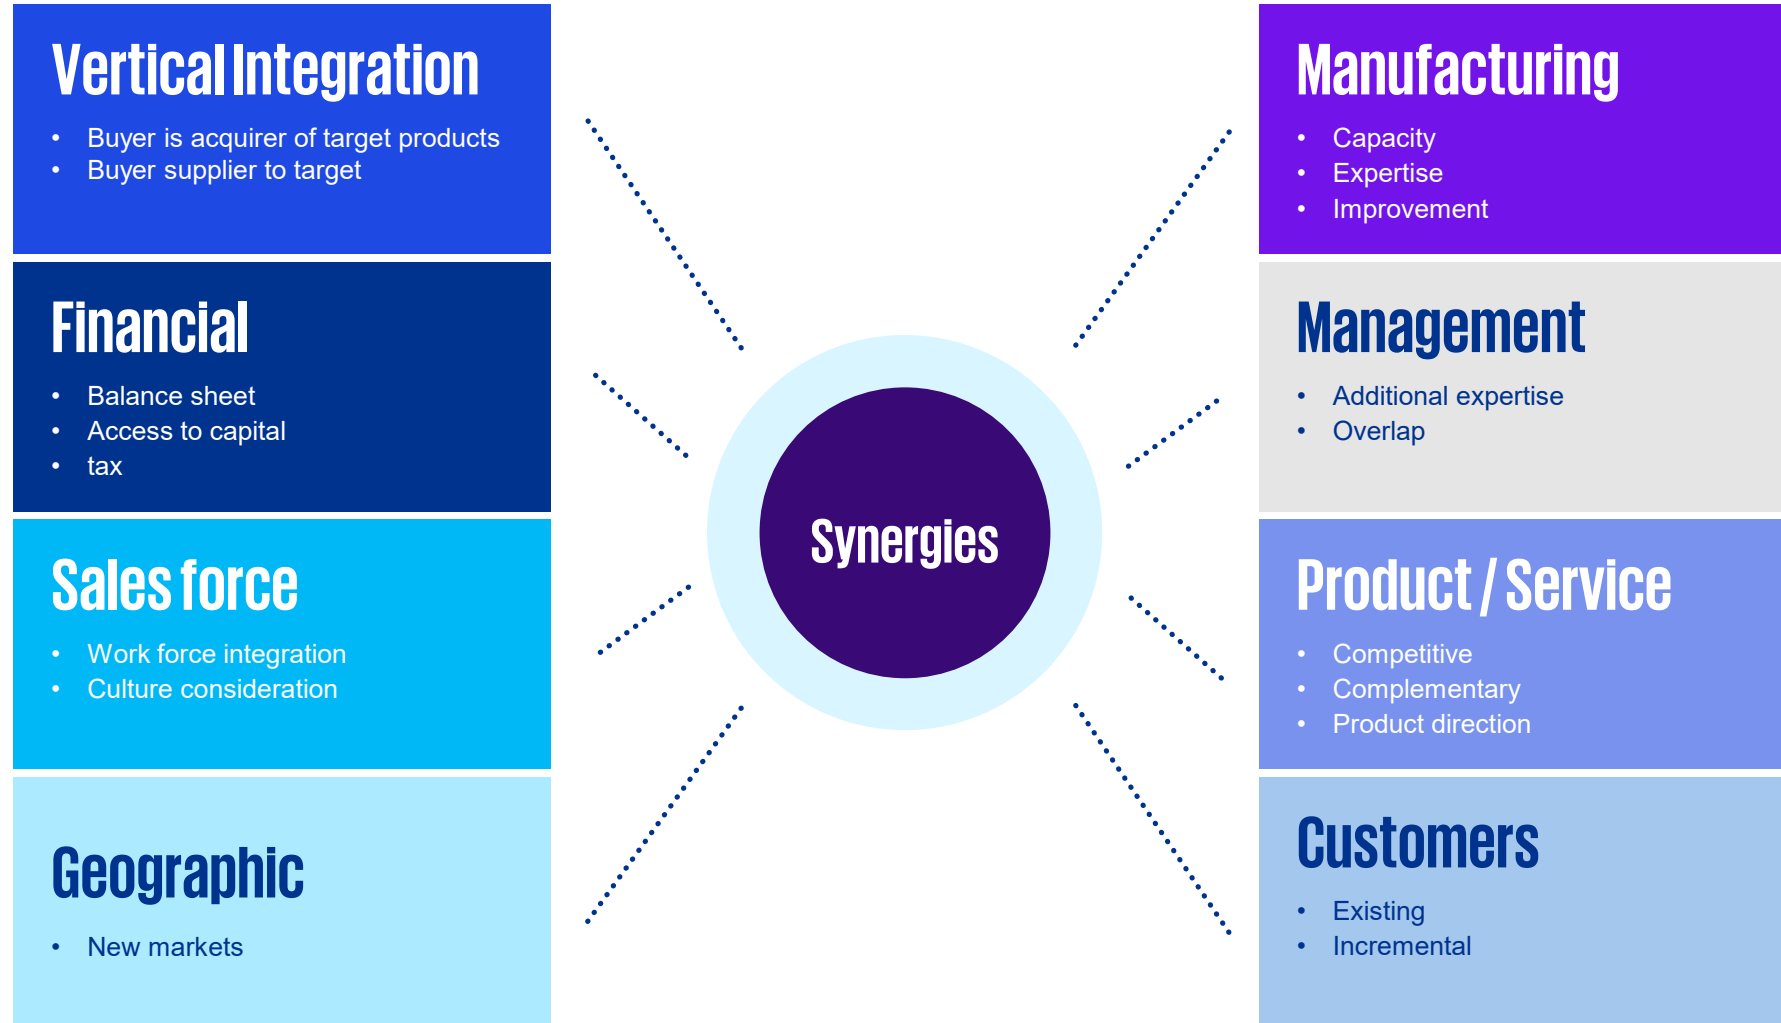 Vertical Integration
• Buyer is acquirer of target products
• Buyer supplier to target
Financial
• Balance sheet
• Access to capital
• tax
Sales force
• Work force integration
• Culture consideration
Geographic
• New markets
Synergies
Manufacturing
• Capacity
• Expertise
• Improvement
Management
• Additional expertise
• Overlap
Product / Service
• Competitive
• Complementary
• Product direction
Customers
• Existing
• Incremental